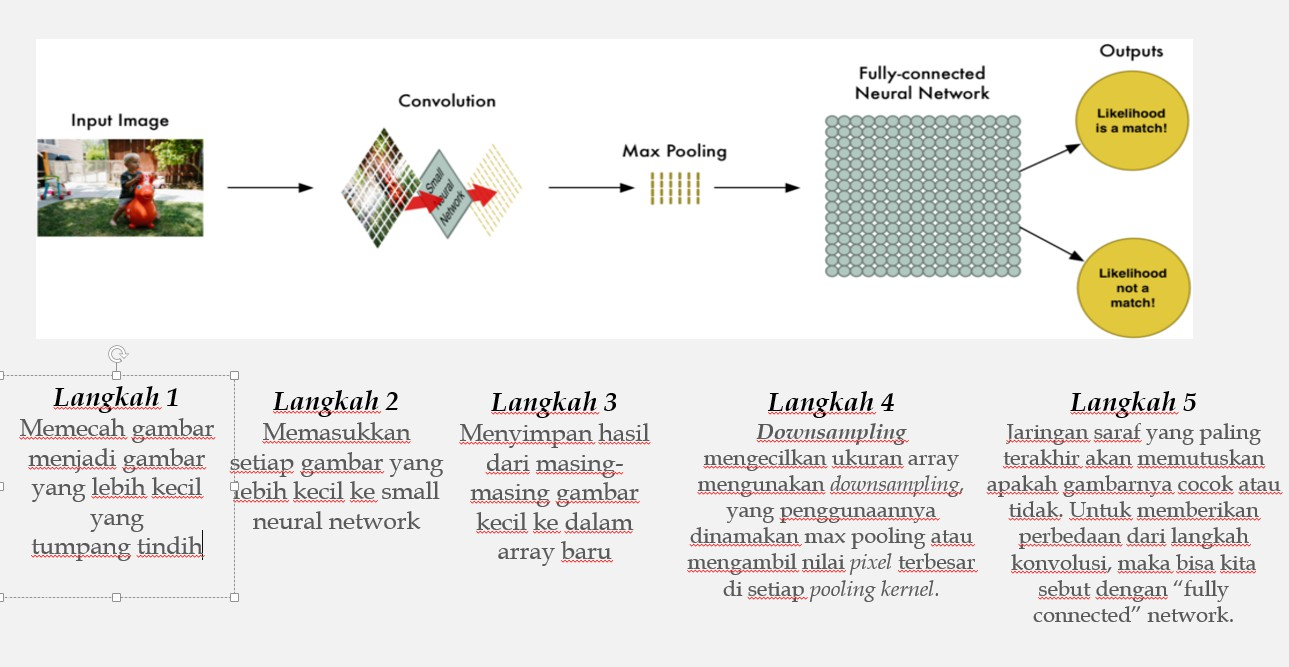 Outputs
Fully-connected
Neural Network
Likelihood
is a match!
Convolution
Input Image
Max Pooling
Small
Neural
Network
Likelihood
not a
match!
Langkah 1
Memecah gambar
menjadi gambar
yang lebih kecil
yang
tumpang tindih
Langkah 2
Memasukkan
setiap gambar yang
lebih kecil ke small
neural network
Langkah 3
Menyimpan hasil
dari masing-
masing gambar
kecil ke dalam
array baru
Langkah 4
Downsampling
mengecilkan ukuran array
mengunakan downsampling,
yang penggunaannya
dinamakan max pooling atau
mengambil nilai pixel terbesar
di setiap pooling kernel.
Langkah 5
Jaringan saraf yang paling
terakhir akan memutuskan
apakah gambarnya cocok atau
tidak. Untuk memberikan
perbedaan dari langkah
konvolusi, maka bisa kita
sebut dengan “fully
connected” network.